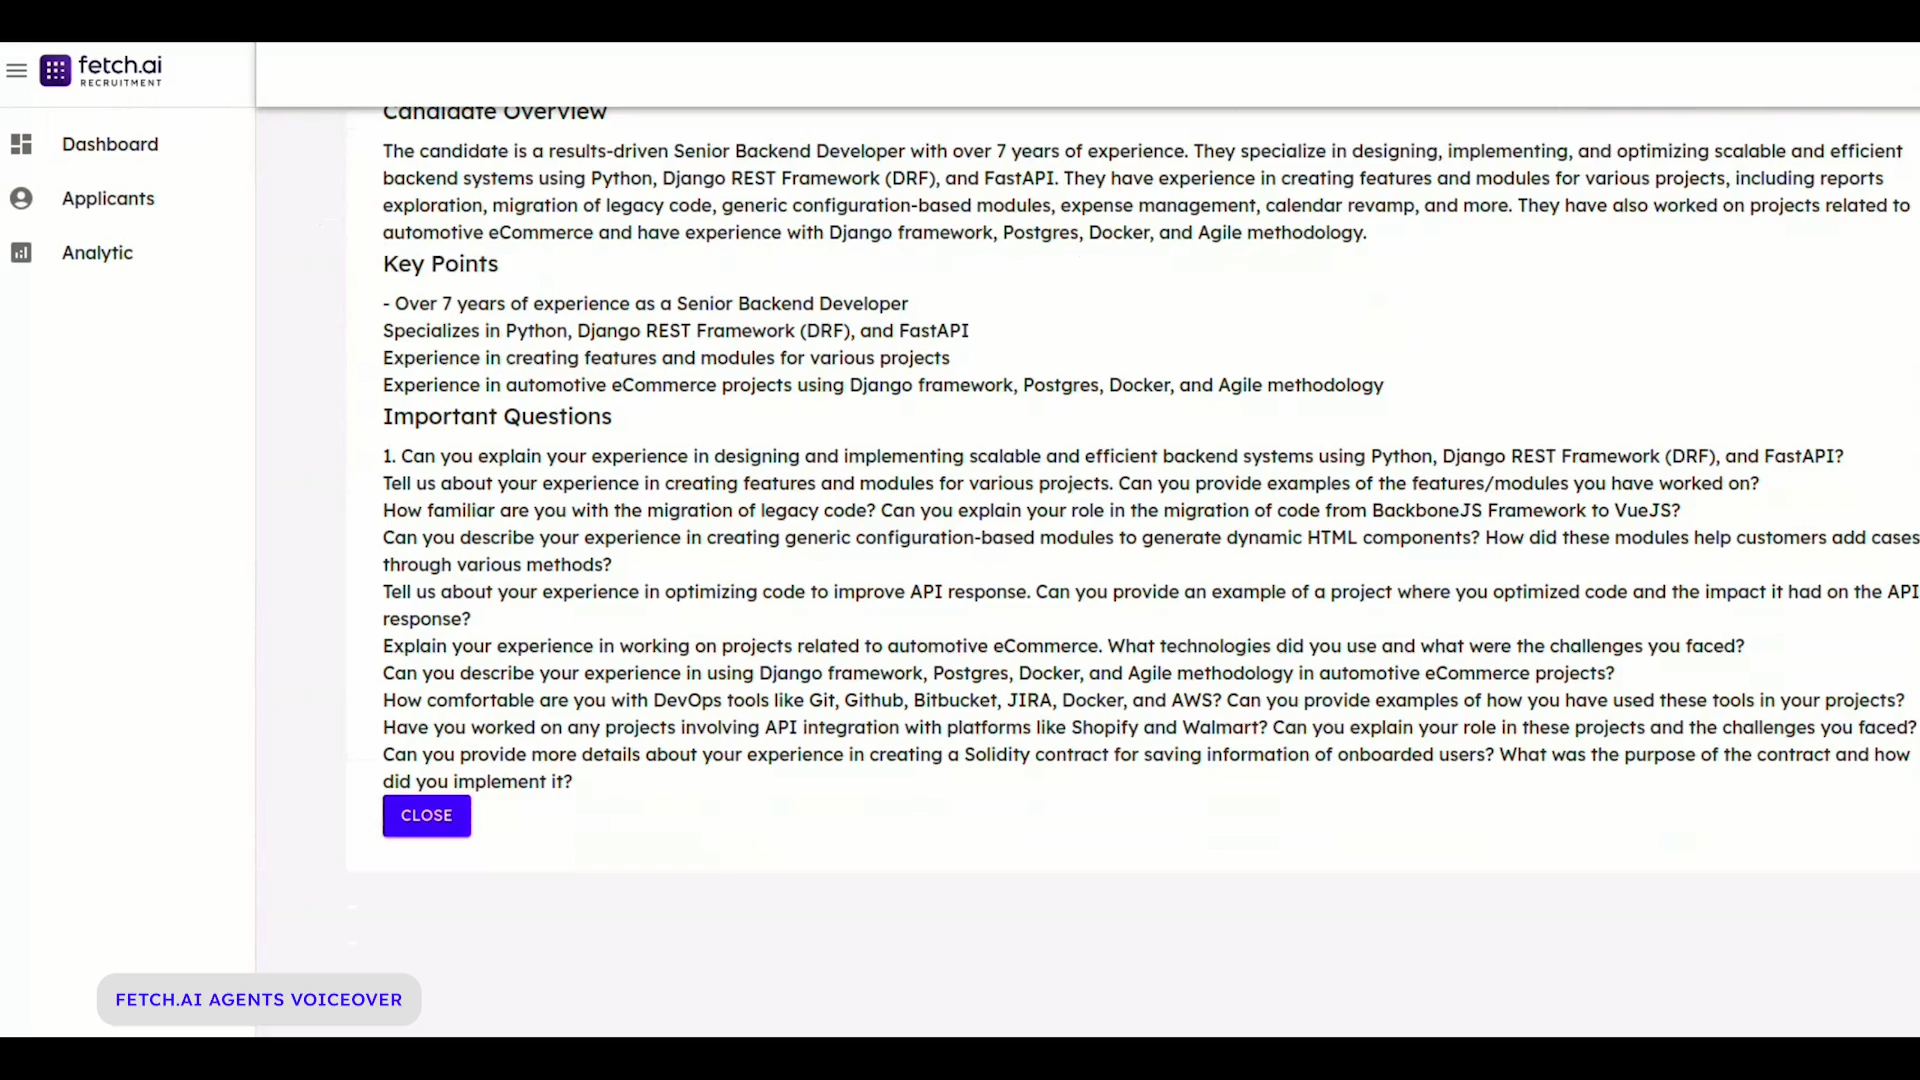 fetch.ai
RECRUITMENT
Dashboard
Applicants
Analytic
Candidate Overview
The candidate is a results-driven Senior Backend Developer with over 7 years of experience. They specialize in designing, implementing, and optimizing scalable and efficient
backend systems using Python, Django REST Framework (DRF), and FastAPI. They have experience in creating features and modules for various projects, including reports
exploration, migration of legacy code, generic configuration-based modules, expense management, calendar revamp, and more. They have also worked on projects related to
automotive eCommerce and have experience with Django framework, Postgres, Docker, and Agile methodology.
Key Points
- Over 7 years of experience as a Senior Backend Developer
Specializes in Python, Django REST Framework (DRF), and FastAPI
Experience in creating features and modules for various projects
Experience in automotive eCommerce projects using Django framework, Postgres, Docker, and Agile methodology
Important Questions
1. Can you explain your experience in designing and implementing scalable and efficient backend systems using Python, Django REST Framework (DRF), and FastAPI?
Tell us about your experience in creating features and modules for various projects. Can you provide examples of the features/modules you have worked on?
How familiar are you with the migration of legacy code? Can you explain your role in the migration of code from BackboneJS Framework to VueJS?
Can you describe your experience in creating generic configuration-based modules to generate dynamic HTML components? How did these modules help customers add cases
through various methods?
Tell us about your experience in optimizing code to improve API response. Can you provide an example of a project where you optimized code and the impact it had on the API
response?
Explain your experience in working on projects related to automotive eCommerce. What technologies did you use and what were the challenges you faced?
Can you describe your experience in using Django framework, Postgres, Docker, and Agile methodology in automotive eCommerce projects?
How comfortable are you with DevOps tools like Git, Github, Bitbucket, JIRA, Docker, and AWS? Can you provide examples of how you have used these tools in your projects?
Have you worked on any projects involving API integration with platforms like Shopify and Walmart? Can you explain your role in these projects and the challenges you faced?
Can you provide more details about your experience in creating a Solidity contract for saving information of onboarded users? What was the purpose of the contract and how
did you implement it?
CLOSE
FETCH.AI AGENTS VOICEOVER